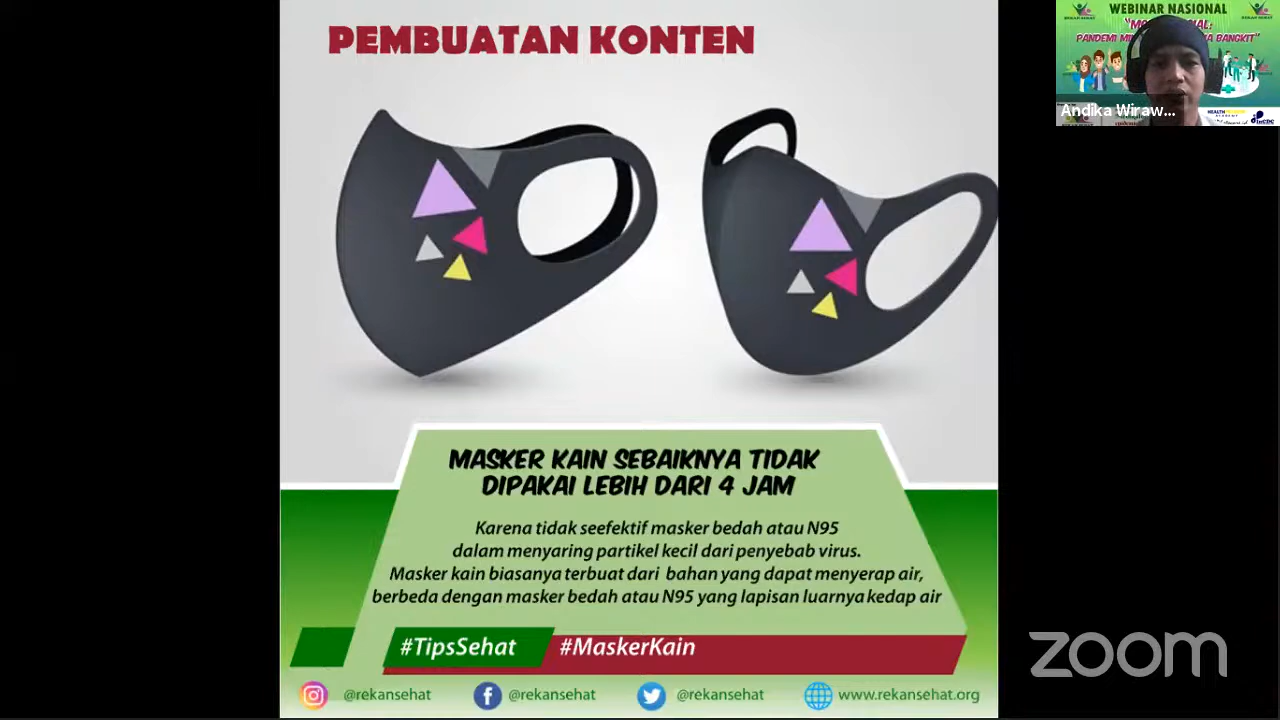 PEMBUATAN KONTEN
MASKER KAIN SEBAIKNYA TIDAK
DIPAKAI LEBIH DARI 4 JAM
Karena tidak seefektif masker bedah atau N95
dalam menyaring partikel kecil dari penyebab virus.
Masker kain biasanya terbuat dari bahan yang dapat menyerap air,
berbeda dengan masker bedah atau N95 yang lapisan luarnya kedap air
#TipsSehat #MaskerKain
@rekansehat @rekansehat @rekansehat www.rekansehat.org
WEBINAR NASIONAL
PANDEMI
BANGKIT"
Andika Wiraw...
zoom